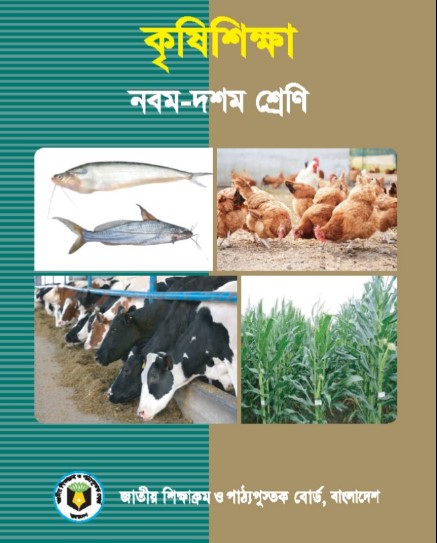 কৃষিশিক্ষা
নবম-দশম শ্রেণি
জাতীয় শিক্ষাক্রম ও পাঠ্যপুস্তক বোর্ড, বাংলাদেশ